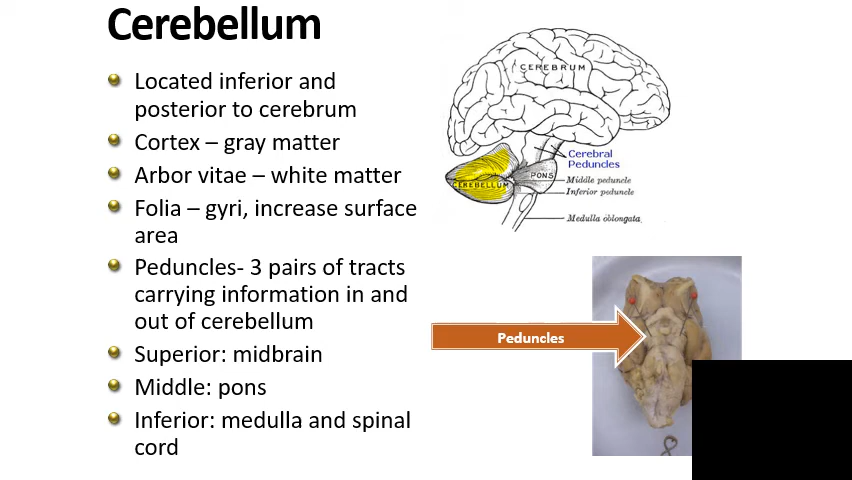 Cerebellum
Located inferior and
posterior to cerebrum
Cortex – gray matter
Arbor vitae – white matter
Folia – gyri, increase surface
area
Peduncles- 3 pairs of tracts
carrying information in and
out of cerebellum
Superior: midbrain
Middle: pons
Inferior: medulla and spinal
cord
CEREBRUM
Cerebral
Peduncles
PONS
CEREBELLUM
Middle peduncle
Inferior peduncle
Medulla oblongata
Peduncles